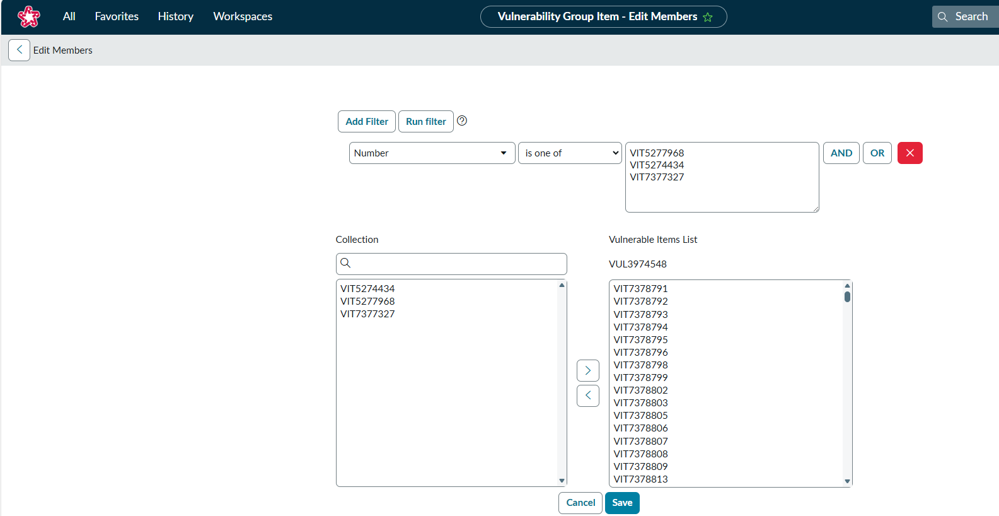 All Favorites History Workspaces
Vulnerability Group Item - Edit Members
Search
Edit Members
Add Filter Run filter
Number is one of
VIT5277968
VIT5274434
VIT7377327
AND OR
Collection
VIT5274434
VIT5277968
VIT7377327
Vulnerable Items List
VUL3974548
VIT7378791
VIT7378792
VIT7378793
VIT7378794
VIT7378795
VIT7378796
VIT7378798
VIT7378799
VIT7378802
VIT7378803
VIT7378805
VIT7378806
VIT7378807
VIT7378808
VIT7378809
VIT7378813
Cancel Save